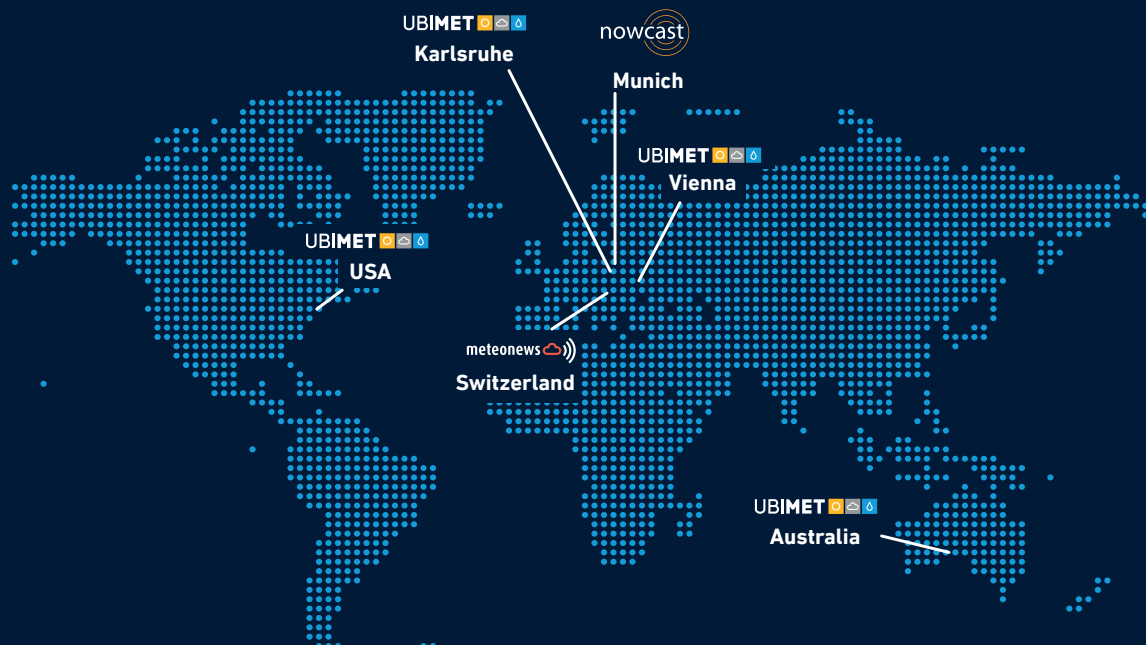 UBIMET
Karlsruhe
nowcast
Munich
UBIMET
Vienna
UBIMET
USA
meteonews
Switzerland
UBIMET
Australia